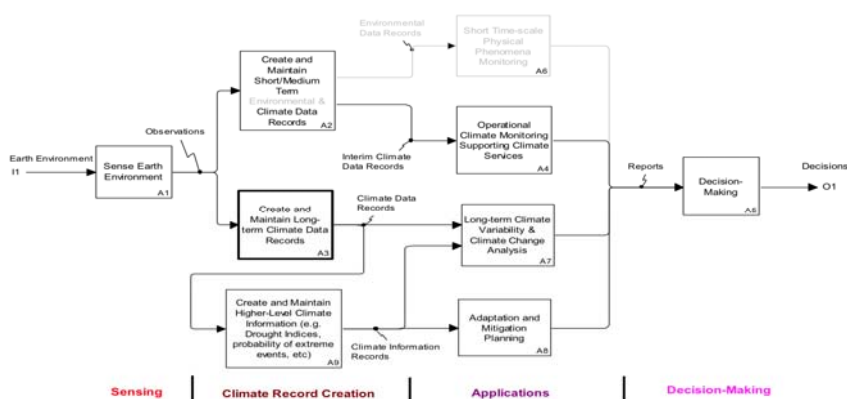 Environmental
Data Records
Short Time-scale
Physical
Phenomena
Monitoring
A6
Create and
Maintain
Short/Medium
Term
Environmental &
Climate Data
Records
A2
Observations
Earth Environment
I1
Sense Earth
Environment
A1
Interim Climate
Data Records
Operational
Climate Monitoring
Supporting Climate
Services
A4
Reports
Decision-
Making
Decisions
O1
Create and
Maintain Long-
term Climate Data
Records
A3
Climate Data
Records
Long-term Climate
Variability &
Climate Change
Analysis
A7
Create and Maintain
Higher-Level Climate
Information (e.g.
Drought Indices,
probability of extreme
events, etc)
A9
Climate Information
Records
Adaptation and
Mitigation
Planning
A8
Sensing
Climate Record Creation
Applications
Decision-Making